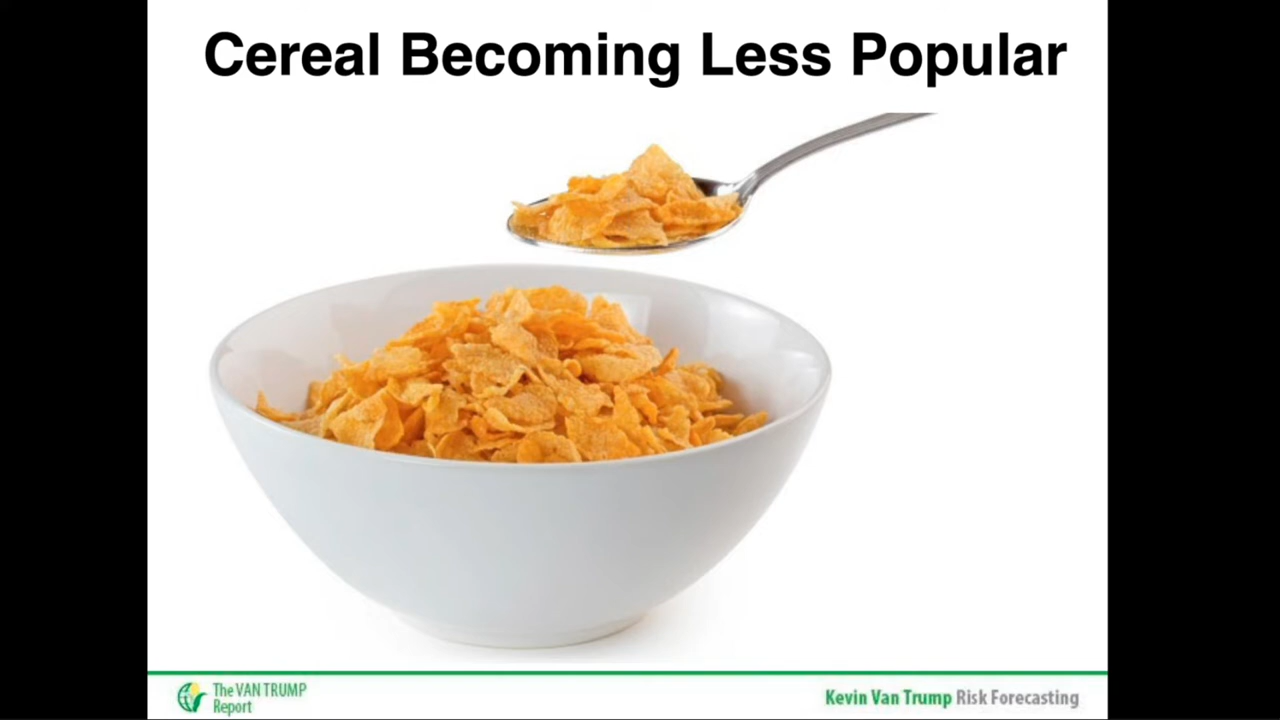 Cereal Becoming Less Popular
The VAN TRUMP
Report
Kevin Van Trump Risk Forecasting